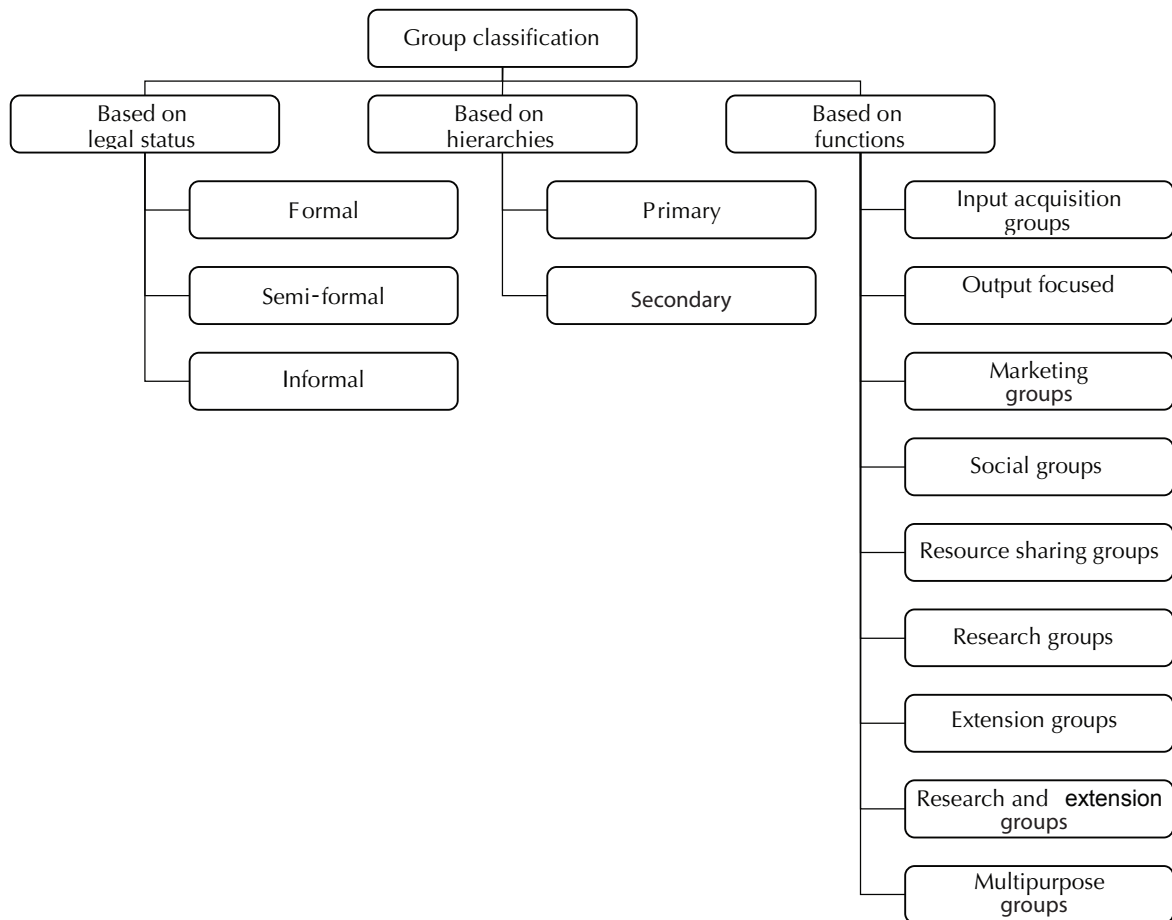 Group classification
Based on
legal status
Based on
hierarchies
Based on
functions
Formal
Semi-formal
Informal
Primary
Secondary
Input acquisition
groups
Output focused
Marketing
groups
Social groups
Resource sharing groups
Research groups
Extension groups
Research and extension
groups
Multipurpose
groups